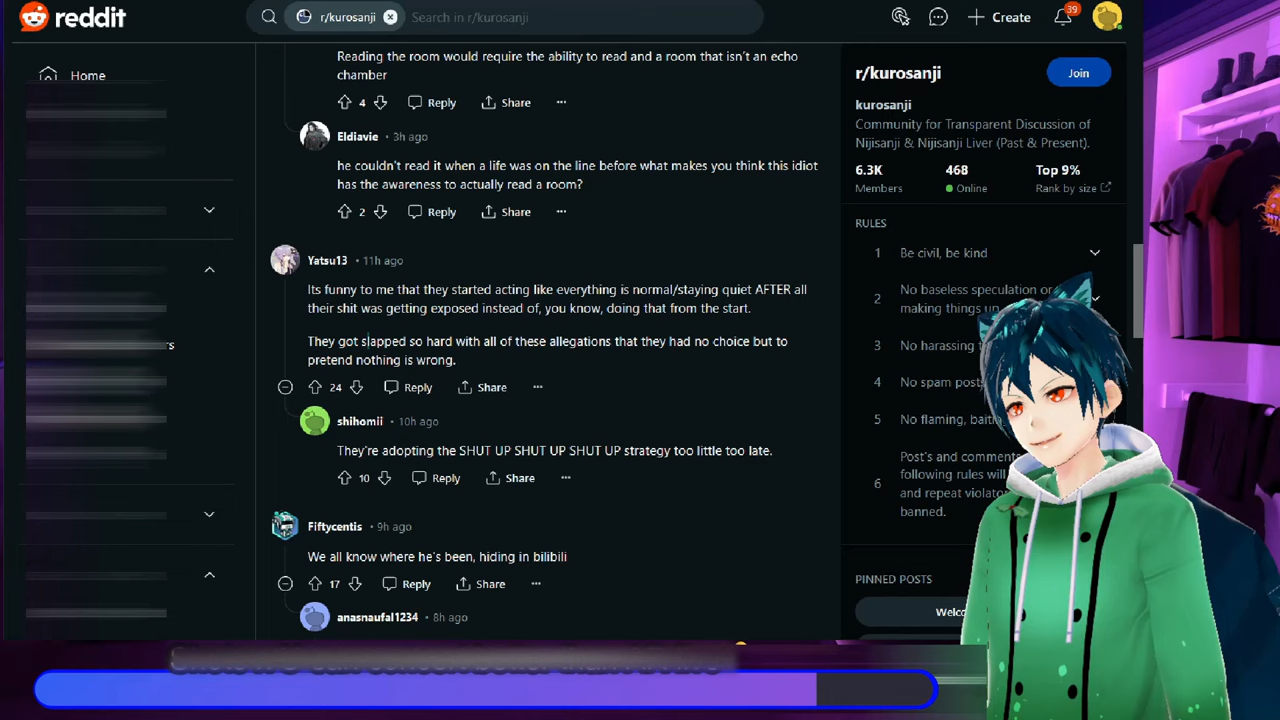 reddit
r/kurosanji
Search in r/kurosanji
Create
39
Home
Reading the room would require the ability to read and a room that isn't an echo
chamber
4 Reply Share
Eldiavie • 3h ago
he couldn't read it when a life was on the line before what makes you think this idiot
has the awareness to actually read a room?
2 Reply Share
Yatsu13 • 11h ago
Its funny to me that they started acting like everything is normal/staying quiet AFTER all
their shit was getting exposed instead of, you know, doing that from the start.
They got slapped so hard with all of these allegations that they had no choice but to
pretend nothing is wrong.
24 Reply Share
shihomii • 10h ago
They're adopting the SHUT UP SHUT UP SHUT UP strategy too little too late.
10 Reply Share
Fiftycentis • 9h ago
We all know where he's been, hiding in bilibili
17 Reply Share
anasnaufal1234 • 8h ago
r/kurosanji
Join
kurosanji
Community for Transparent Discussion of
Nijisanji & Nijisanji Liver (Past & Present).
6.3K 468 Top 9%
Members Online Rank by size
RULES
1 Be civil, be kind
2 No baseless speculation or
making things up
3 No harassing
4 No spam post
5 No flaming, baiti
6 Post's and comments
following rules will
and repeat violator
banned.
PINNED POSTS